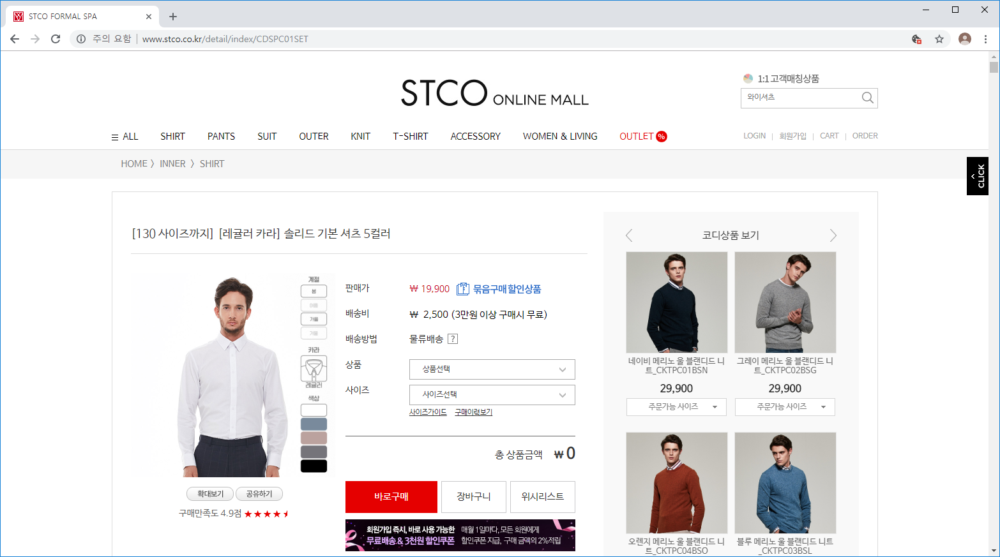 STCO FORMAL SPA
주의 요함 | www.stco.co.kr/detail/index/CDSPC01SET
1:1 고객매칭상품
STCO ONLINE MALL
와이셔츠
ALL SHIRT PANTS SUIT OUTER KNIT T-SHIRT ACCESSORY WOMEN & LIVING OUTLET %
LOGIN | 회원가입 | CART | ORDER
HOME > INNER > SHIRT
CLICK
[130 사이즈까지] [레귤러 카라] 솔리드 기본 셔츠 5컬러
계절
봄
여름
가을
겨울
카라
레귤러
색상
확대보기 공유하기
구매만족도 4.9점
판매가 ₩ 19,900 묶음구매 할인상품
배송비 ₩ 2,500 (3만원 이상 구매시 무료)
배송방법 물류배송 ?
상품 상품선택
사이즈 사이즈선택
사이즈가이드 구매이력보기
총 상품금액 ₩0
바로구매 장바구니 위시리스트
회원가입 즉시, 바로 사용 가능한
무료배송 & 3천원 할인쿠폰
매월 1일마다, 모든 회원에게
할인쿠폰 지급, 구매 금액의 2%적립
코디상품 보기
네이비 메리노 울 블랜디드 니
트_CKTPC01BSN
29,900
주문가능 사이즈
그레이 메리노 울 블랜디드 니
트_CKTPC02BSG
29,900
주문가능 사이즈
오렌지 메리노 울 블랜디드 니
트_CKTPC04BSO
블루 메리노 울 블랜디드 니트
_CKTPC03BSL